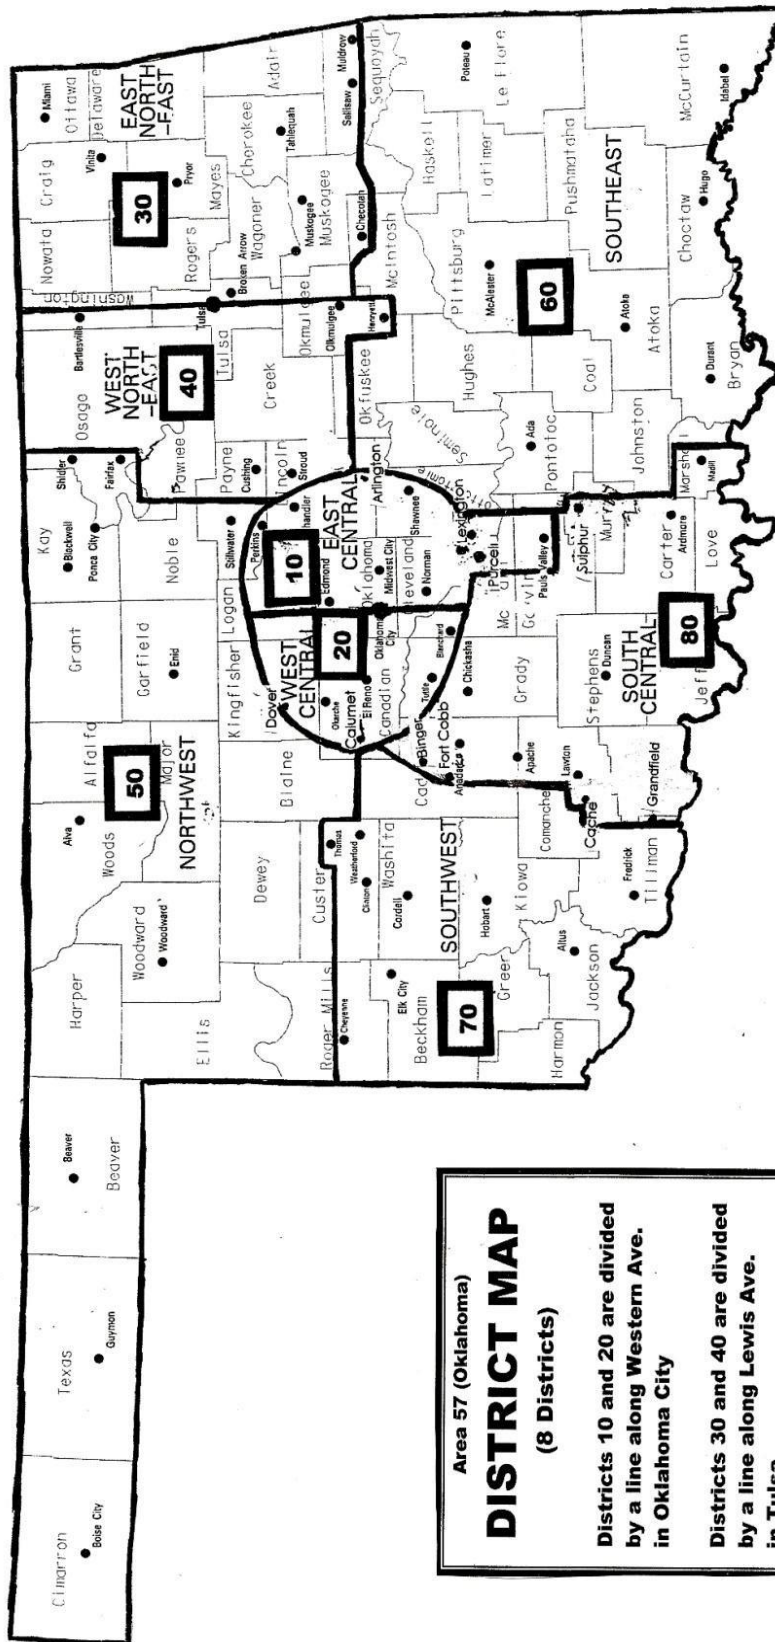 Cimarron
Boise City
Texas
Guymon
Beaver
Beaver
Harper
Woodward
Woodward
Ellis
Woods
Alva
Alfalfa
50
Major
NORTHWEST
Grant
Garfield
Enid
Kay
Blackwell
Ponca City
Noble
Shidler
Fairfax
Osage
Bartlesville
WEST
NORTH
-EAST
40
Pawnee
Payne
Cushing
Stillwater
Perkins
Washington
Nowata
Craig
Vinita
Ottawa
Miami
Delaware
EAST
NORTH
-EAST
30
Rogers
Mayes
Pryor
Tulsa
Tulsa
Broken Arrow
Wagoner
Cherokee
Tahlequah
Adair
Creek
Okmulgee
Okmulgee
Henryetta
Muskogee
Muskogee
Checotah
McIntosh
Sallisaw
Muldrow
Sequoyah
Dewey
Blaine
Kingfisher
Dover
Logan
10
Lincoln
Stroud
Chandler
Roger Mills
Cheyenne
Custer
Thomas
Weatherford
Clinton
WEST
CENTRAL
20
Okarche
Calumet
El Reno
Canadian
Edmond
Oklahoma
Oklahoma
City
Midwest City
EAST
CENTRAL
Arlington
Okfuskee
Beckham
Elk City
Washita
Cordell
Binger
Fort Cobb
Anadarko
Tuttle
Blanchard
Chickasha
Cleveland
Norman
Shawnee
Lexington
Purcell
Seminole
Hughes
Pittsburg
McAlester
Haskell
Latimer
Le Flore
Poteau
70
SOUTHWEST
Greer
Hobart
Kiowa
Harmon
Jackson
Altus
Apache
Comanche
Lawton
Cache
Grady
Pauls Valley
Pontotoc
Ada
60
Coal
SOUTHEAST
Pushmataha
McCurtain
Idabel
Tillman
Fredrick
Grandfield
Stephens
Duncan
SOUTH
CENTRAL
80
Sulphur
Murray
Carter
Ardmore
Love
Johnston
Madill
Atoka
Atoka
Bryan
Durant
Choctaw
Hugo
Area 57 (Oklahoma)
DISTRICT MAP
(8 Districts)
Districts 10 and 20 are divided
by a line along Western Ave.
in Oklahoma City
Districts 30 and 40 are divided
by a line along Lewis Ave.
in Tulsa